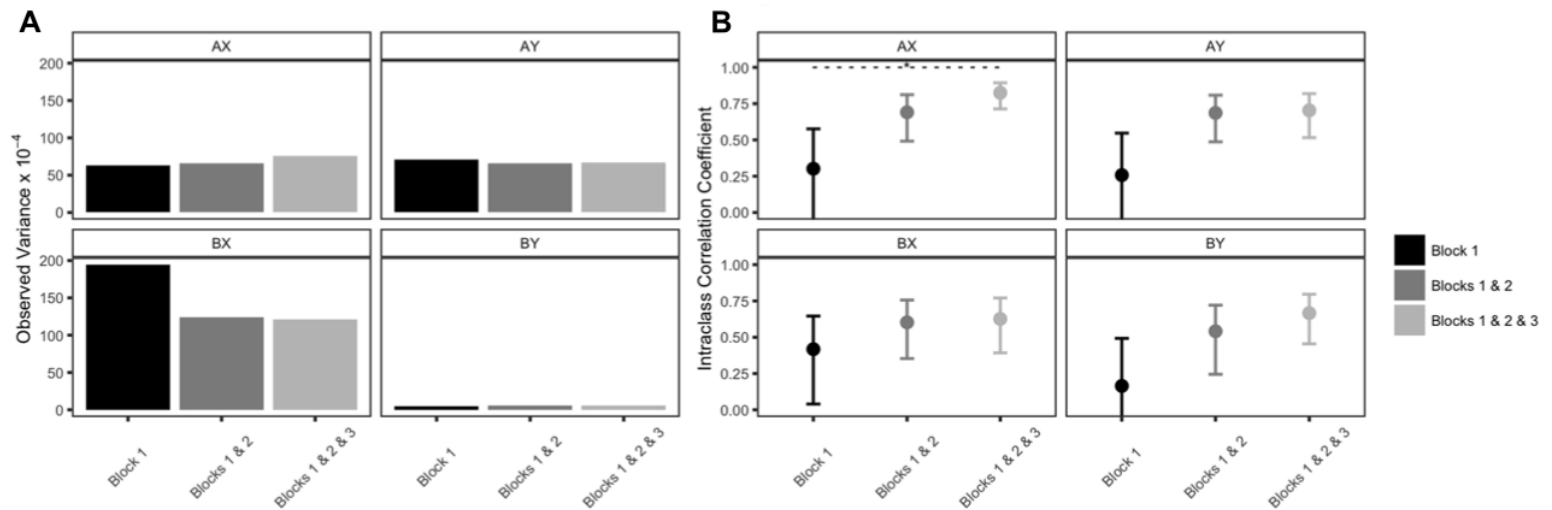 A
B
AX
AY
AX
AY
Observed Variance x 10⁻⁴
200
150
100
50
0
Intraclass Correlation Coefficient
1.00
0.75
0.50
0.25
0.00
*
BX
BY
BX
BY
200
150
100
50
0
1.00
0.75
0.50
0.25
0.00
Block 1
Blocks 1 & 2
Blocks 1 & 2 & 3
Block 1
Blocks 1 & 2
Blocks 1 & 2 & 3
Block 1
Blocks 1 & 2
Blocks 1 & 2 & 3
Block 1
Blocks 1 & 2
Blocks 1 & 2 & 3
Block 1
Blocks 1 & 2
Blocks 1 & 2 & 3